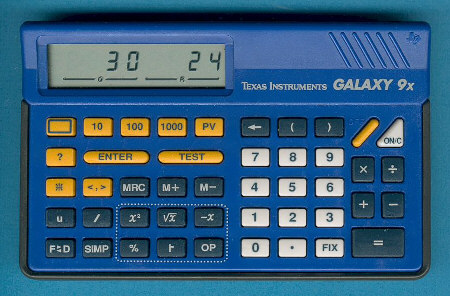 30 24
Q R
TEXAS INSTRUMENTS GALAXY 9x
10 100 1000 PV ← ( )
ON/C
? ENTER TEST 7 8 9 × ÷
<,> MRC M+ M− 4 5 6
u / x² √x −x 1 2 3 + −
F⇆D SIMP % OP 0 . FIX =